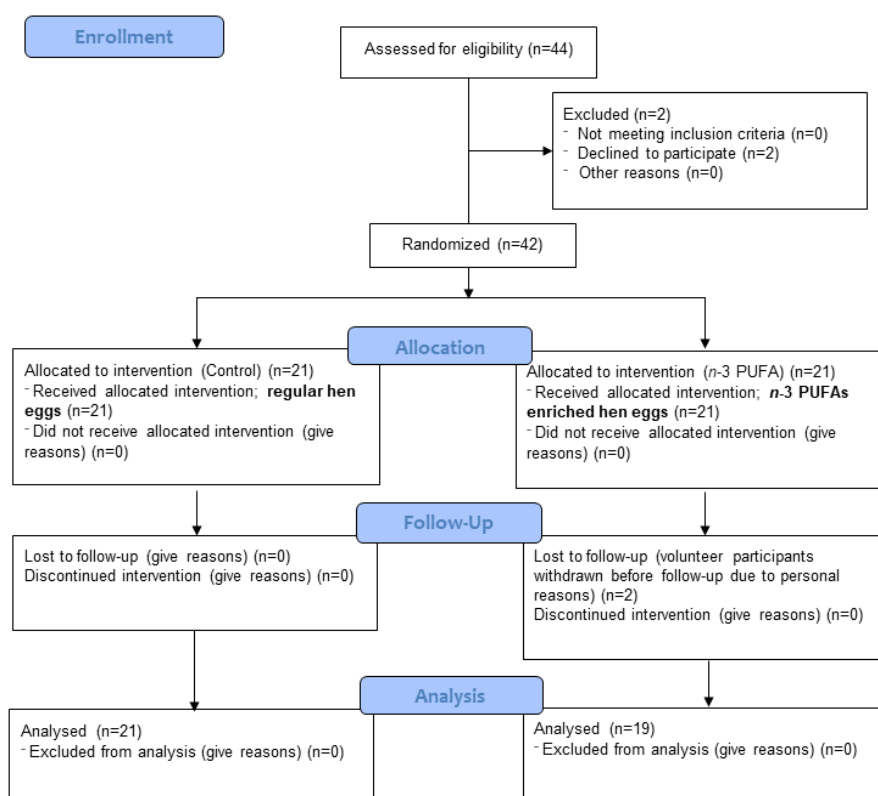 Enrollment
Assessed for eligibility (n=44)
Excluded (n=2)
- Not meeting inclusion criteria (n=0)
- Declined to participate (n=2)
- Other reasons (n=0)
Randomized (n=42)
Allocation
Allocated to intervention (Control) (n=21)
- Received allocated intervention; regular hen
eggs (n=21)
- Did not receive allocated intervention (give
reasons) (n=0)
Allocated to intervention (n-3 PUFA) (n=21)
- Received allocated intervention; n-3 PUFAs
enriched hen eggs (n=21)
- Did not receive allocated intervention (give
reasons) (n=0)
Follow-Up
Lost to follow-up (give reasons) (n=0)
Discontinued intervention (give reasons) (n=0)
Lost to follow-up (volunteer participants
withdrawn before follow-up due to personal
reasons) (n=2)
Discontinued intervention (give reasons) (n=0)
Analysis
Analysed (n=21)
- Excluded from analysis (give reasons) (n=0)
Analysed (n=19)
- Excluded from analysis (give reasons) (n=0)